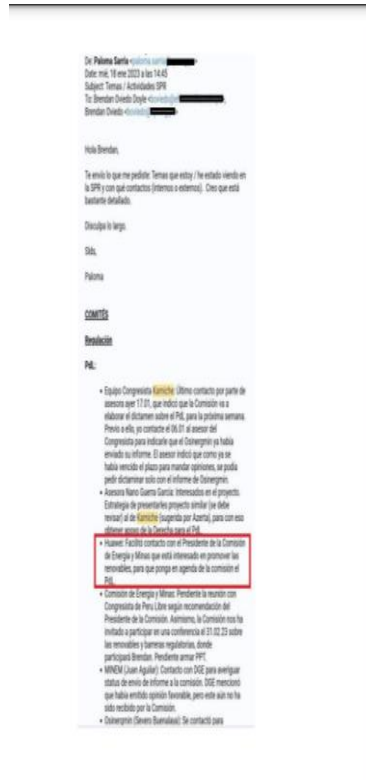 De: Paloma Sarria
Date: mié, 18 ene 2023 a las 14:45
Subject: Temas / Actividades SPR
To: Brendan Oviedo Doyle
Brendan Oviedo
Hola Brendan,
Te envío lo que me pediste: Temas que estoy / he estado viendo en
la SPR y con qué contactos (internos o externos). Creo que está
bastante detallado.
Disculpa lo largo.
Slds,
Paloma
COMITÉS
Regulación
PdL:
• Equipo Congresista Kamiche: Último contacto por parte de
asesora ayer 17.01, que indicó que la Comisión va a
elaborar el dictamen sobre el PdL para la próxima semana.
Previo a ello, yo contacte el 06.01 al asesor del
Congresista para indicarle que el Osinergmin ya había
enviado su informe. El asesor indicó que como ya se
había vencido el plazo para mandar opiniones, se podía
pedir dictaminar solo con el informe de Osinergmin.
• Asesora Nano Guerra García: Interesados en el proyecto.
Estrategia de presentarles proyecto similar (se debe
revisar) al de Kamiche (sugerida por Azerta), para con eso
obtener apoyo de la Derecha para el PdL.
• Huawei: Facilitó contacto con el Presidente de la Comisión
de Energía y Minas que está interesado en promover las
renovables, para que ponga en agenda de la comisión el
PdL.
• Comisión de Energía y Minas: Pendiente la reunión con
Congresista de Peru Libre según recomendación del
Presidente de la Comisión. Asimismo, la Comisión nos ha
invitado a participar en una conferencia el 31.02.23 sobre
las renovables y barreras regulatorias, donde
participará Brendan. Pendiente armar PPT.
• MINEM (Juan Aguilar): Contacto con DGE para averiguar
status de envío de informe a la comisión. DGE mencionó
que había emitido opinión favorable, pero este aún no ha
sido recibido por la Comisión.
• Osinergmin (Severo Buenalaya): Se contactó para